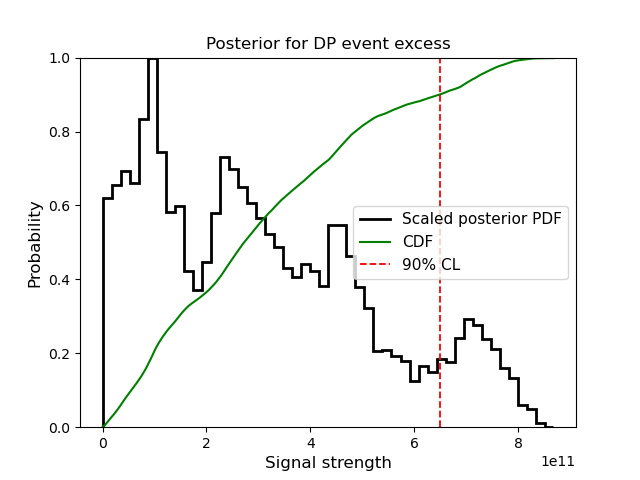 Posterior for DP event excess
Probability
1.0
0.8
0.6
0.4
0.2
0.0
Scaled posterior PDF
CDF
90% CL
0
2
4
6
8
1e11
Signal strength